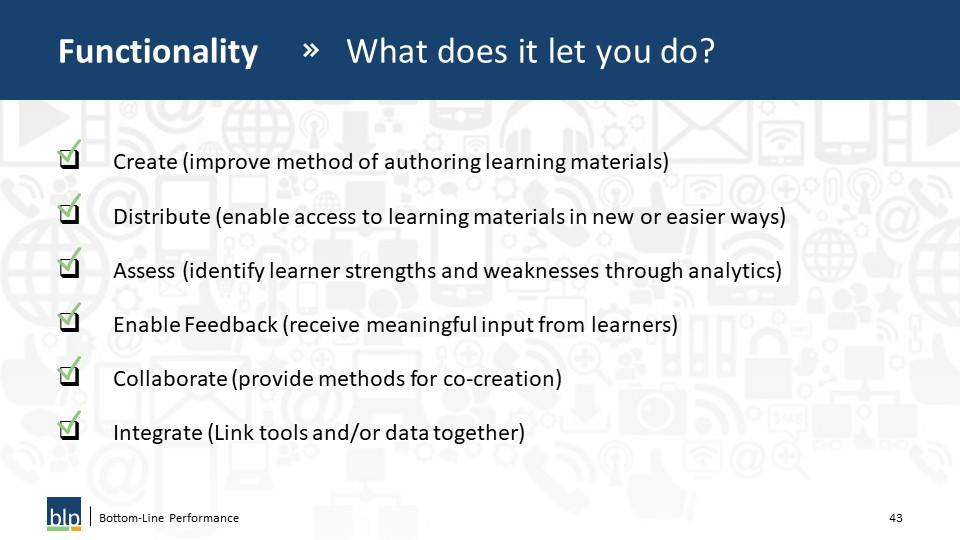 Functionality » What does it let you do?
Create (improve method of authoring learning materials)
Distribute (enable access to learning materials in new or easier ways)
Assess (identify learner strengths and weaknesses through analytics)
Enable Feedback (receive meaningful input from learners)
Collaborate (provide methods for co-creation)
Integrate (Link tools and/or data together)
blp Bottom-Line Performance 43